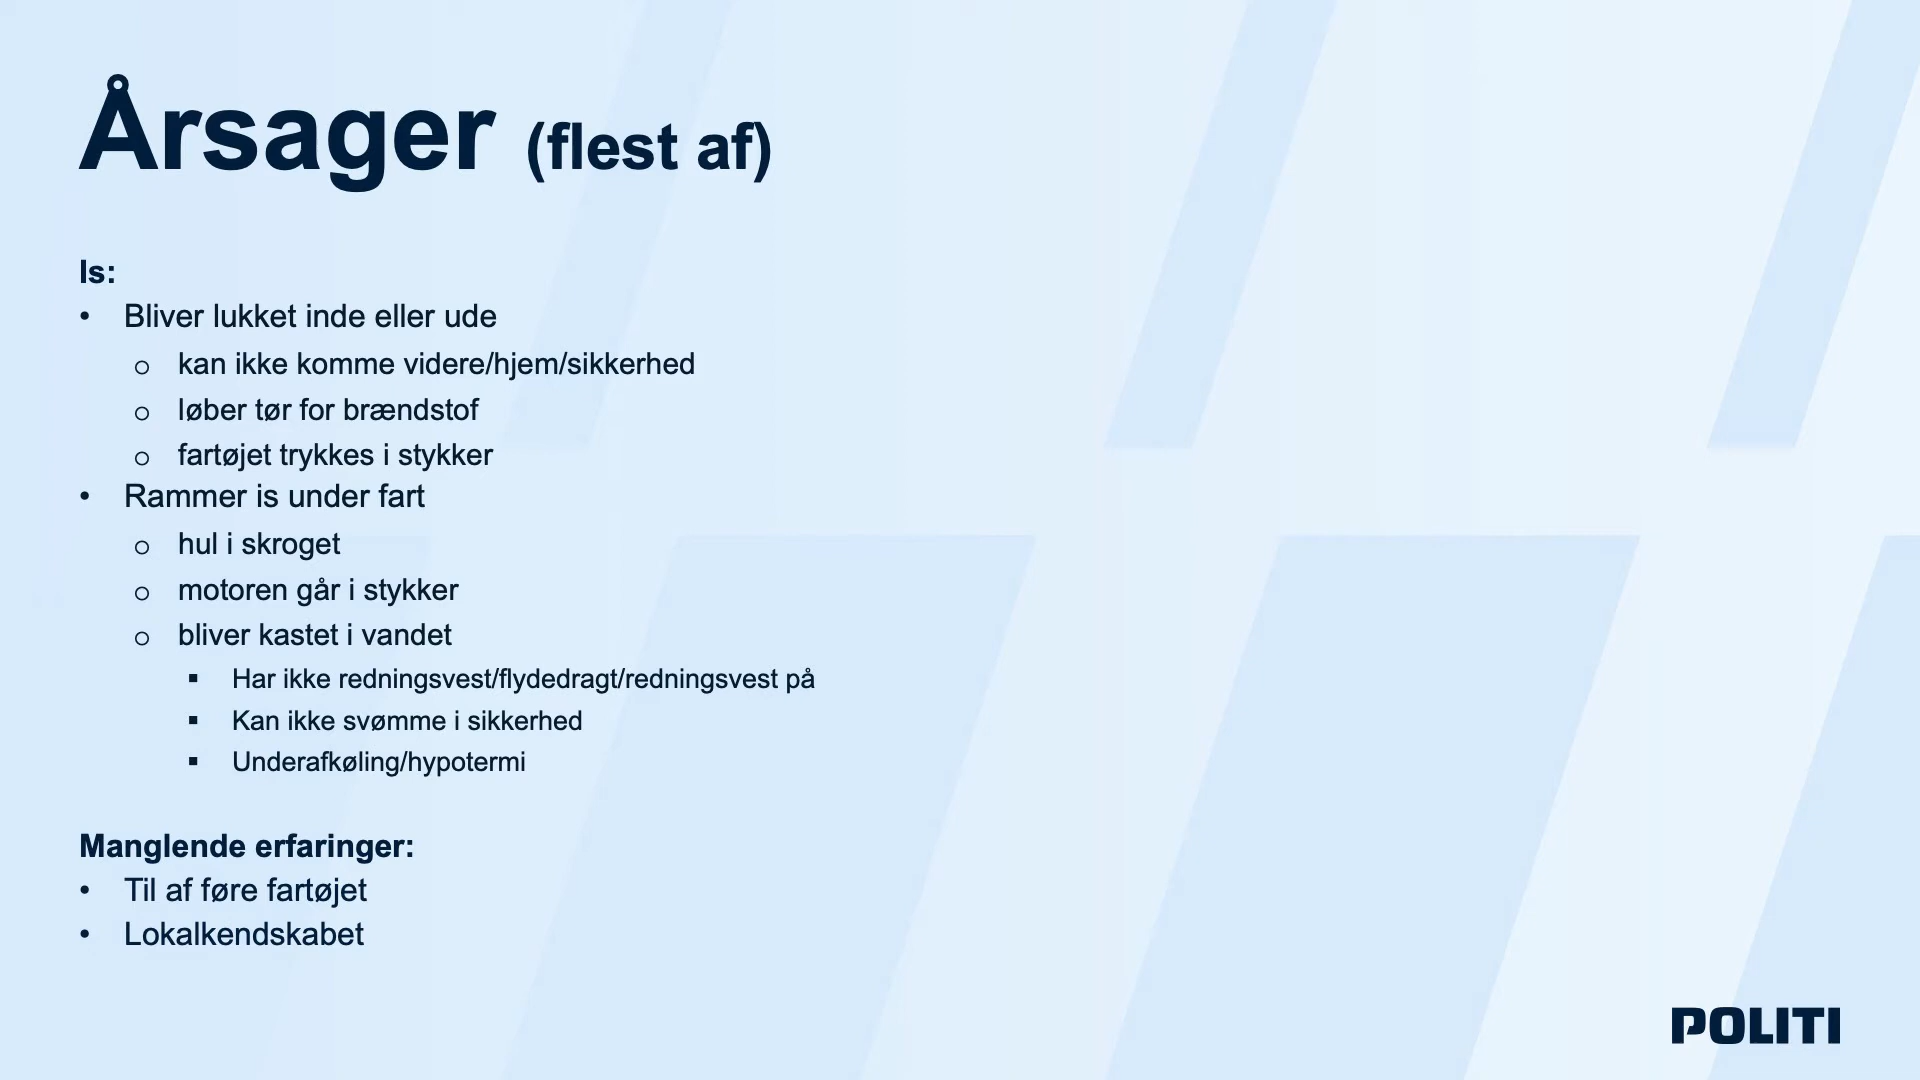 Årsager (flest af)
Is:
• Bliver lukket inde eller ude
o kan ikke komme videre/hjem/sikkerhed
o løber tør for brændstof
o fartøjet trykkes i stykker
• Rammer is under fart
o hul i skroget
o motoren går i stykker
o bliver kastet i vandet
▪ Har ikke redningsvest/flydedragt/redningsvest på
▪ Kan ikke svømme i sikkerhed
▪ Underafkøling/hypotermi
Manglende erfaringer:
• Til af føre fartøjet
• Lokalkendskabet
POLITI